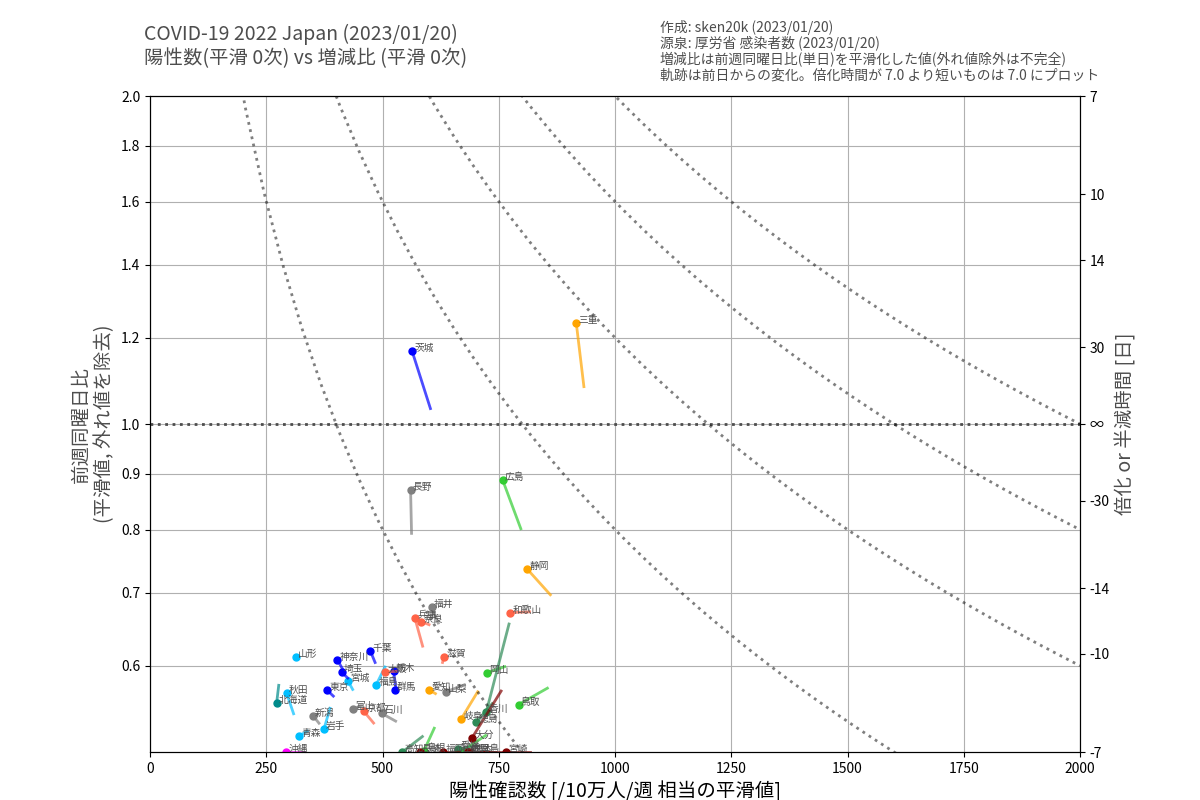 COVID-19 2022 Japan (2023/01/20)
陽性数(平滑 0次) vs 増減比 (平滑 0次)
作成: sken20k (2023/01/20)
源泉: 厚労省 感染者数 (2023/01/20)
増減比は前週同曜日比(単日)を平滑化した値(外れ値除外は不完全)
軌跡は前日からの変化。倍化時間が 7.0 より短いものは 7.0 にプロット
前週同曜日比
(平滑値, 外れ値を除去)
2.0
1.8
1.6
1.4
1.2
1.0
0.9
0.8
0.7
0.6
三重
茨城
広島
長野
静岡
福井
和歌山
千葉
滋賀
山形
神奈川
埼玉
宮城
岡山
福島
群馬
東京
愛知
山梨
秋田
北海道
鳥取
香川
石川
新潟
岩手
青森
大分
沖縄
宮崎
7
10
14
30
∞
-30
-14
-10
-7
倍化 or 半減時間 [日]
0
250
500
750
1000
1250
1500
1750
2000
陽性確認数 [/10万人/週 相当の平滑値]